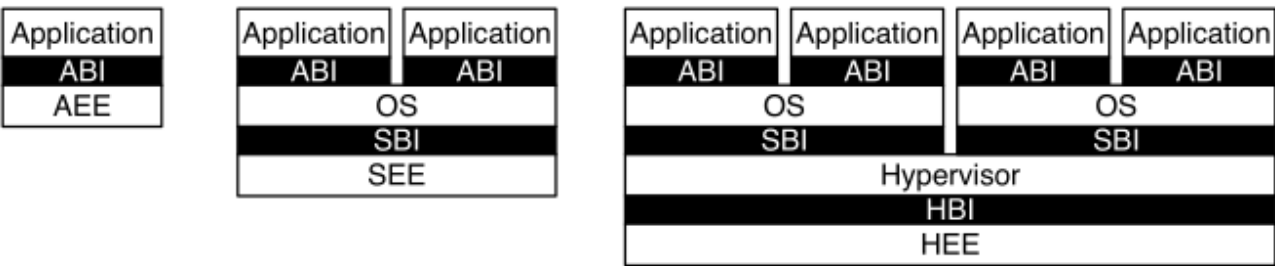 Application
ABI
AEE
Application Application
ABI ABI
OS
SBI
SEE
Application Application Application Application
ABI ABI ABI ABI
OS OS
SBI SBI
Hypervisor
HBI
HEE